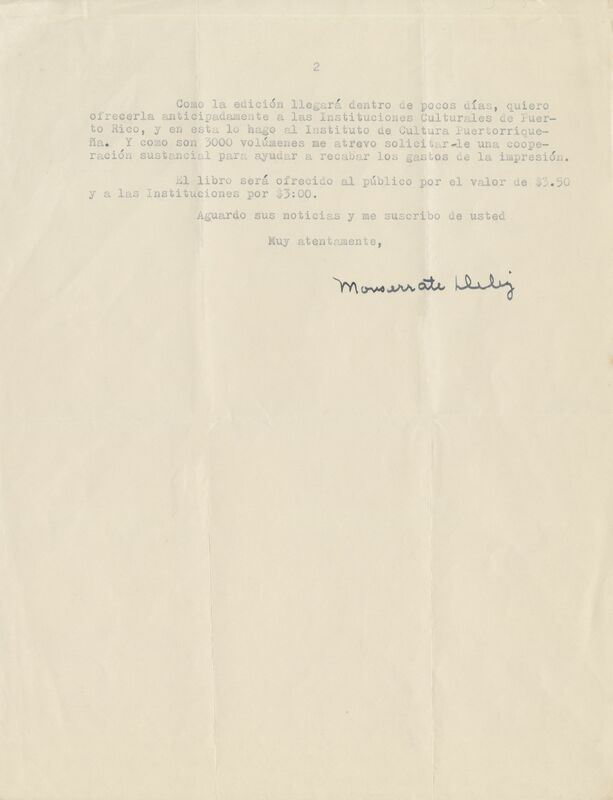 2
Como la edición llegará dentro de pocos días, quiero
ofrecerla anticipadamente a las Instituciones Culturales de Puer-
to Rico, y en esta lo hago al Instituto de Cultura Puertorrique-
Ña. Y como son 3000 volúmenes me atrevo solicitar-le una coope-
ración sustancial para ayudar a recabar los gastos de la impresión.
El libro será ofrecido al público por el valor de $3.50
y a las Instituciones por $3:00.
Aguardo sus noticias y me suscribo de usted
Muy atentamente,
Monserrate Deliz